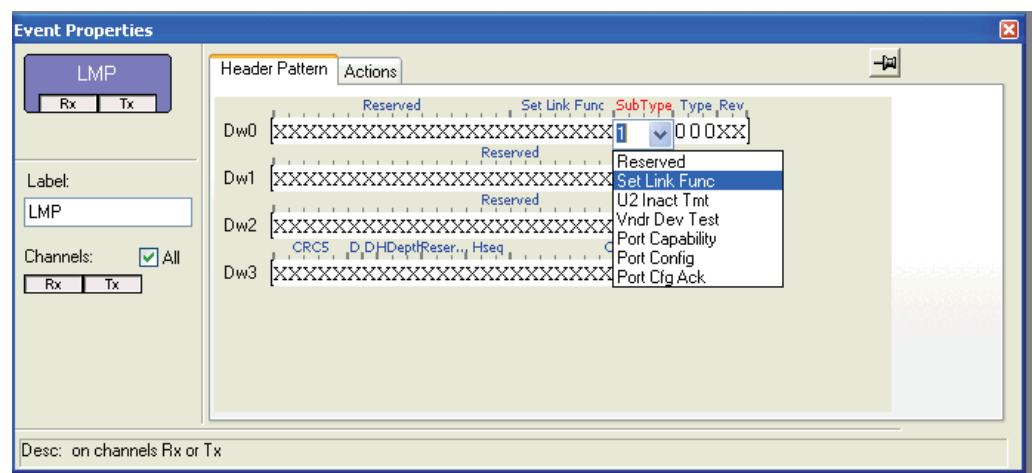 Event Properties
LMP
Rx Tx
Label:
LMP
Channels: All
Rx Tx
Header Pattern Actions
Reserved Set Link Func SubType Type Rev
Dw0 XXXXXXXXXXXXXXXXXXXXXXXXX 1 000XX
Reserved
Dw1 XXXXXXXXXXXXXXXXXXXXXXXXX
Reserved
Dw2 XXXXXXXXXXXXXXXXXXXXXXXXX
CRC5 D D HDepth Reser.. Hseq
Dw3 XXXXXXXXXXXXXXXXXXXXXXXXX
Reserved
Set Link Func
U2 Inact Tmt
Vndr Dev Test
Port Capability
Port Config
Port Cfg Ack
Desc: on channels Rx or Tx